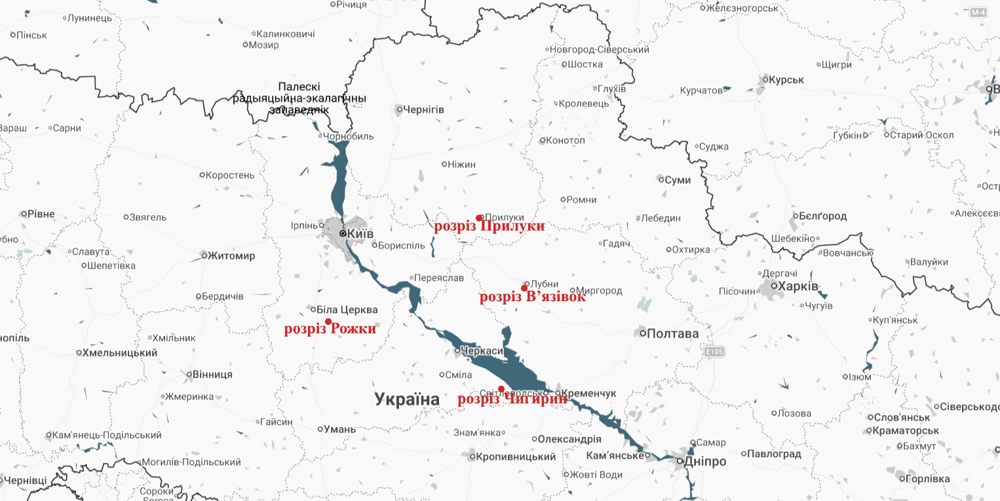 Річиця
Желєзногорськ
М-4
Лунинець
Пінськ
Калинковичі
Мозир
Новгород-Сіверський
Шостка
Щигри
Курськ
Курчатов
Глухів
Кролевець
Палескі
радыяцыйна-экалагічны
запаведнік
Чернігів
Вараш
Сарни
Чорнобиль
Конотоп
Суджа
Губкін
Старий Оскол
Ніжин
Коростень
Суми
Ромни
Рівне
Звягель
Ірпінь
Київ
Прилуки
розріз Прилуки
Лебедин
Бєлгород
Шебекіно
Бориспіль
Гадяч
Охтирка
Вовчанськ
Валуйки
Славута
Шепетівка
Житомир
Переяслав
Лубни
Миргород
розріз В’язівок
Дергачі
Пісочин
Харків
Чугуїв
Бердичів
Біла Церква
розріз Рожки
Куп'янськ
Полтава
Е105
Хмільник
Хмельницький
Черкаси
Вінниця
Сміла
Ізюм
Жмеринка
Україна
Світловодськ
Кременчук
розріз Чигирин
Лозова
Слов'янськ
Краматорськ
Гайсин
Умань
Знам'янка
Олександрія
Кам'янець-Подільський
Самар
Бахмут
Кропивницький
Кам’янське
Дніпро
Павлоград
Могилів-Подільський
Жовті Води
Чернівці
Горлівка
Сороки